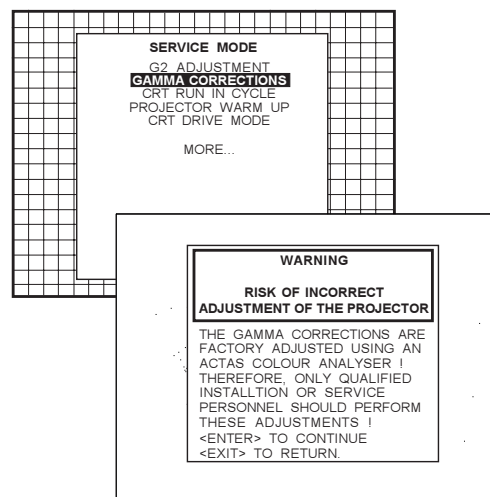 SERVICE MODE
G2 ADJUSTMENT
GAMMA CORRECTIONS
CRT RUN IN CYCLE
PROJECTOR WARM UP
CRT DRIVE MODE
MORE...
WARNING
RISK OF INCORRECT
ADJUSTMENT OF THE PROJECTOR
THE GAMMA CORRECTIONS ARE
FACTORY ADJUSTED USING AN
ACTAS COLOUR ANALYSER !
THEREFORE, ONLY QUALIFIED
INSTALLTION OR SERVICE
PERSONNEL SHOULD PERFORM
THESE ADJUSTMENTS !
<ENTER> TO CONTINUE
<EXIT> TO RETURN.